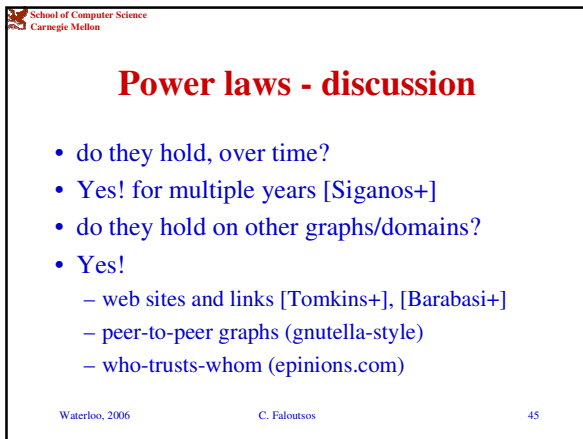 School of Computer Science
Carnegie Mellon
Power laws - discussion
• do they hold, over time?
• Yes! for multiple years [Siganos+]
• do they hold on other graphs/domains?
• Yes!
– web sites and links [Tomkins+], [Barabasi+]
– peer-to-peer graphs (gnutella-style)
– who-trusts-whom (epinions.com)
Waterloo, 2006 C. Faloutsos 45